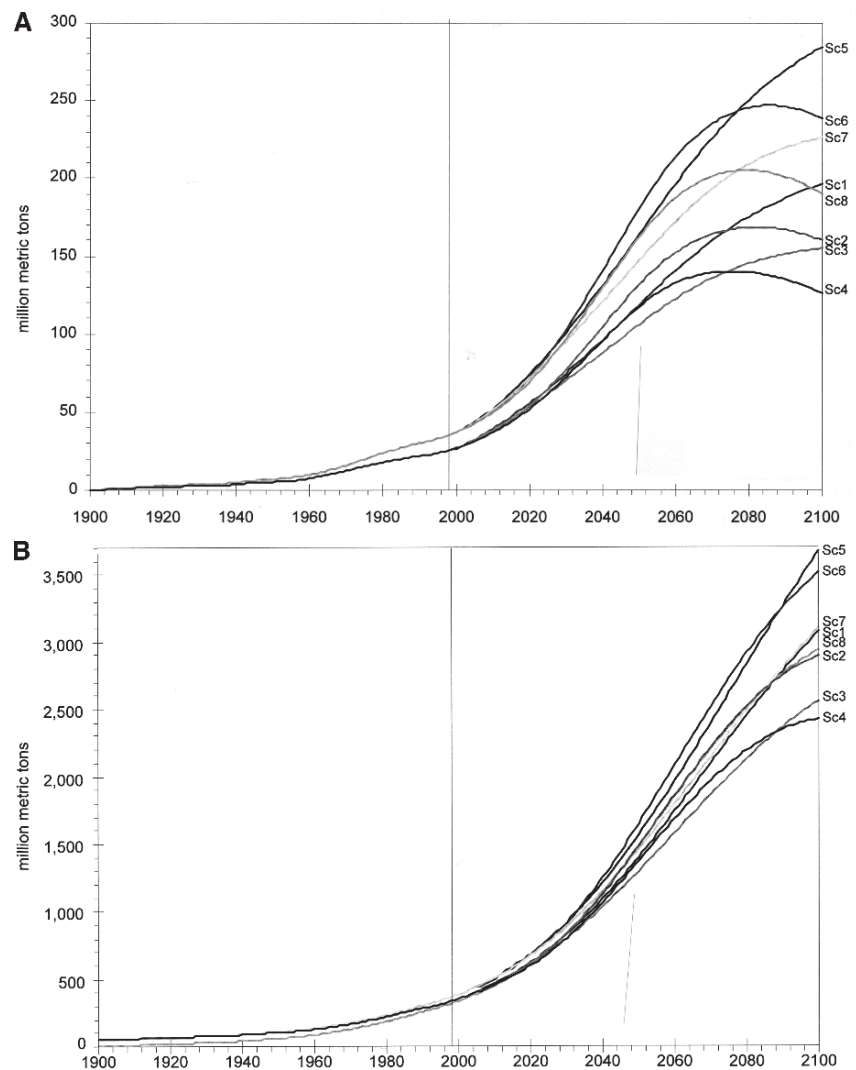 A
300
250
200
150
100
50
0
million metric tons
Sc5
Sc6
Sc7
Sc1
Sc8
Sc2
Sc3
Sc4
1900 1920 1940 1960 1980 2000 2020 2040 2060 2080 2100
B
3,500
3,000
2,500
2,000
1,500
1,000
500
0
million metric tons
Sc5
Sc6
Sc7
Sc1
Sc8
Sc2
Sc3
Sc4
1900 1920 1940 1960 1980 2000 2020 2040 2060 2080 2100